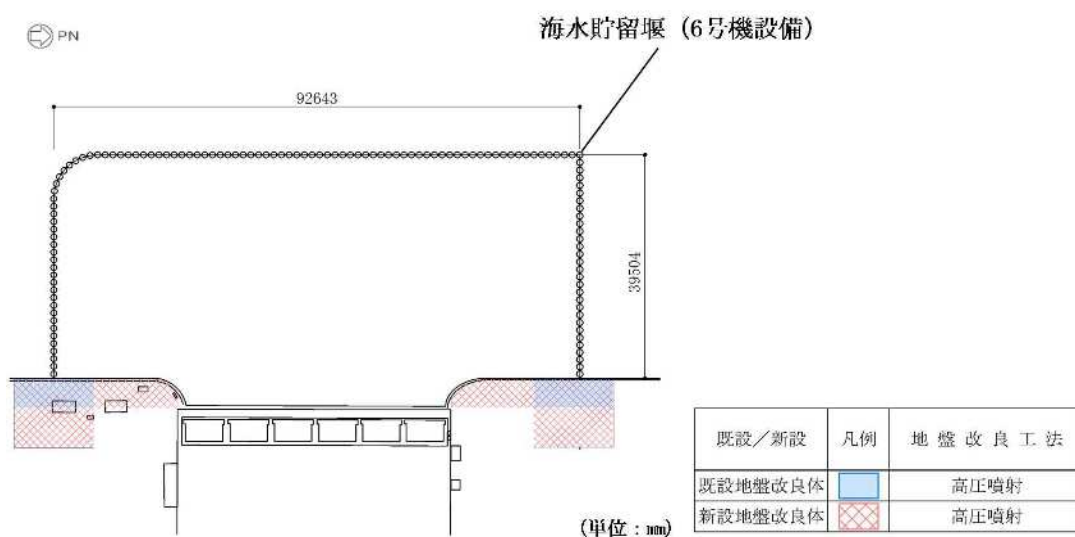 PN
海水貯留堰(6号機設備)
92643
39504
既設/新設 凡例 地盤改良工法
既設地盤改良体 高圧噴射
新設地盤改良体 高圧噴射
(単位:mm)